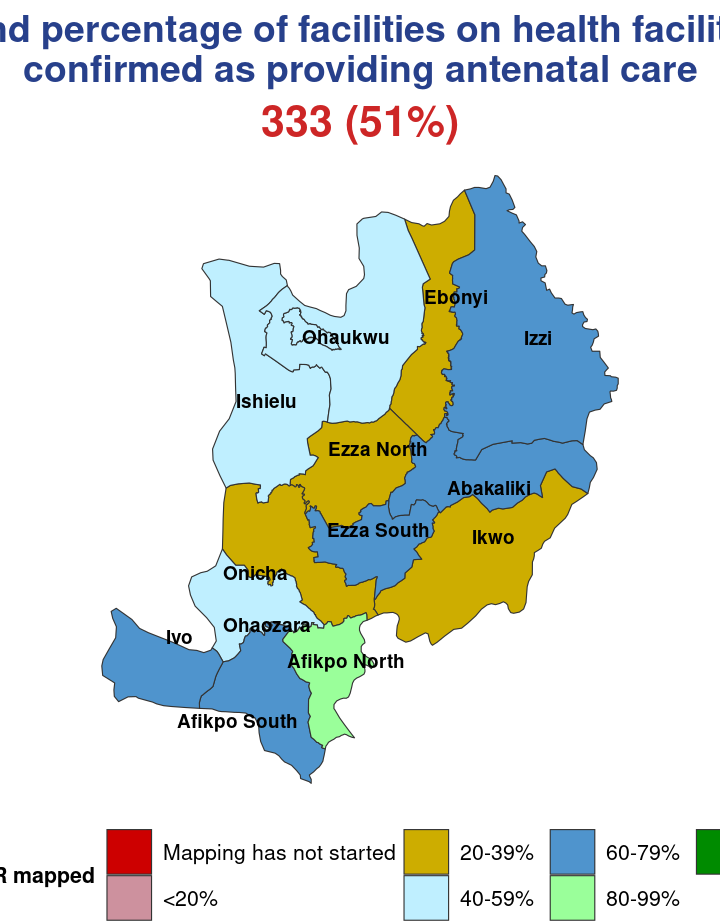 percentage of facilities on health
confirmed as providing antenatal care
333 (51%)
Ebonyi
Ohaukwu
Izzi
Ishielu
Ezza North
Abakaliki
Ezza South
Ikwo
Onicha
Ohaozara
Ivo
Afikpo North
Afikpo South
mapped
Mapping has not started
20-39%
60-79%
<20%
40-59%
80-99%